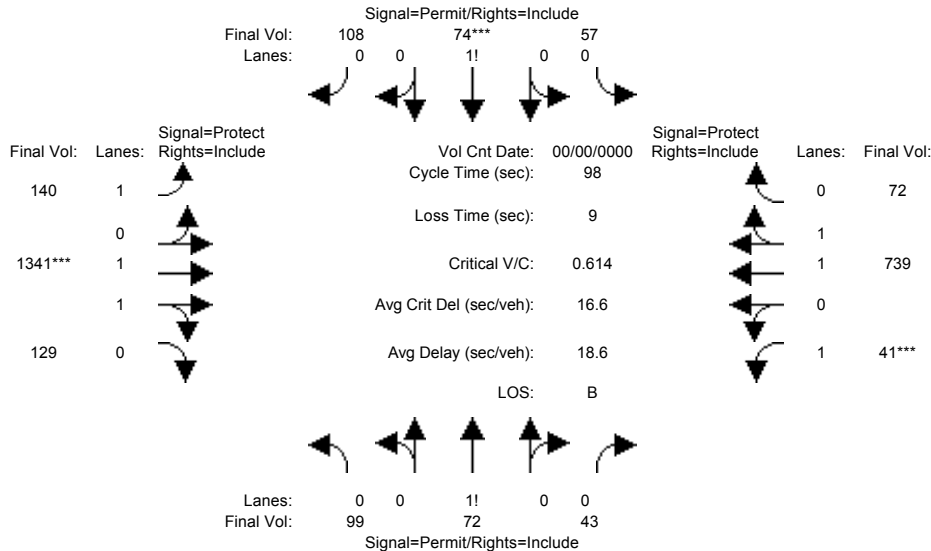 Signal=Permit/Rights=Include
Final Vol: 108 74*** 57
Lanes: 0 0 1! 0 0
Signal=Protect Signal=Protect
Final Vol: Lanes: Rights=Include Vol Cnt Date: 00/00/0000 Rights=Include Lanes: Final Vol:
Cycle Time (sec): 98
140 1 0 72
Loss Time (sec): 9
0 1
1341*** 1 Critical V/C: 0.614 1 739
1 Avg Crit Del (sec/veh): 16.6 0
129 0 Avg Delay (sec/veh): 18.6 1 41***
LOS: B
Lanes: 0 0 1! 0 0
Final Vol: 99 72 43
Signal=Permit/Rights=Include